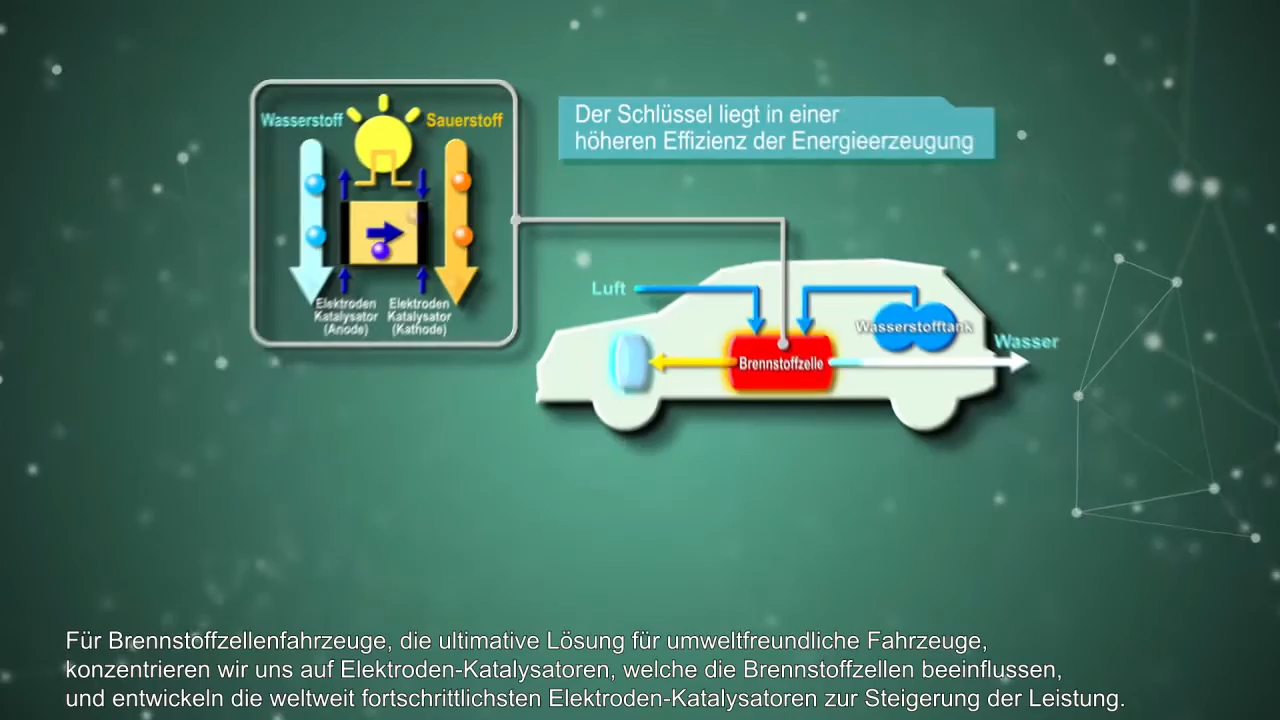 Wasserstoff
Sauerstoff
Elektroden
Katalysator
(Anode)
Elektroden
Katalysator
(Kathode)
Der Schlüssel liegt in einer
höheren Effizienz der Energieerzeugung
Luft
Wasserstofftank
Wasser
Brennstoffzelle
Für Brennstoffzellenfahrzeuge, die ultimative Lösung für umweltfreundliche Fahrzeuge,
konzentrieren wir uns auf Elektroden-Katalysatoren, welche die Brennstoffzellen beeinflussen,
und entwickeln die weltweit fortschrittlichsten Elektroden-Katalysatoren zur Steigerung der Leistung.